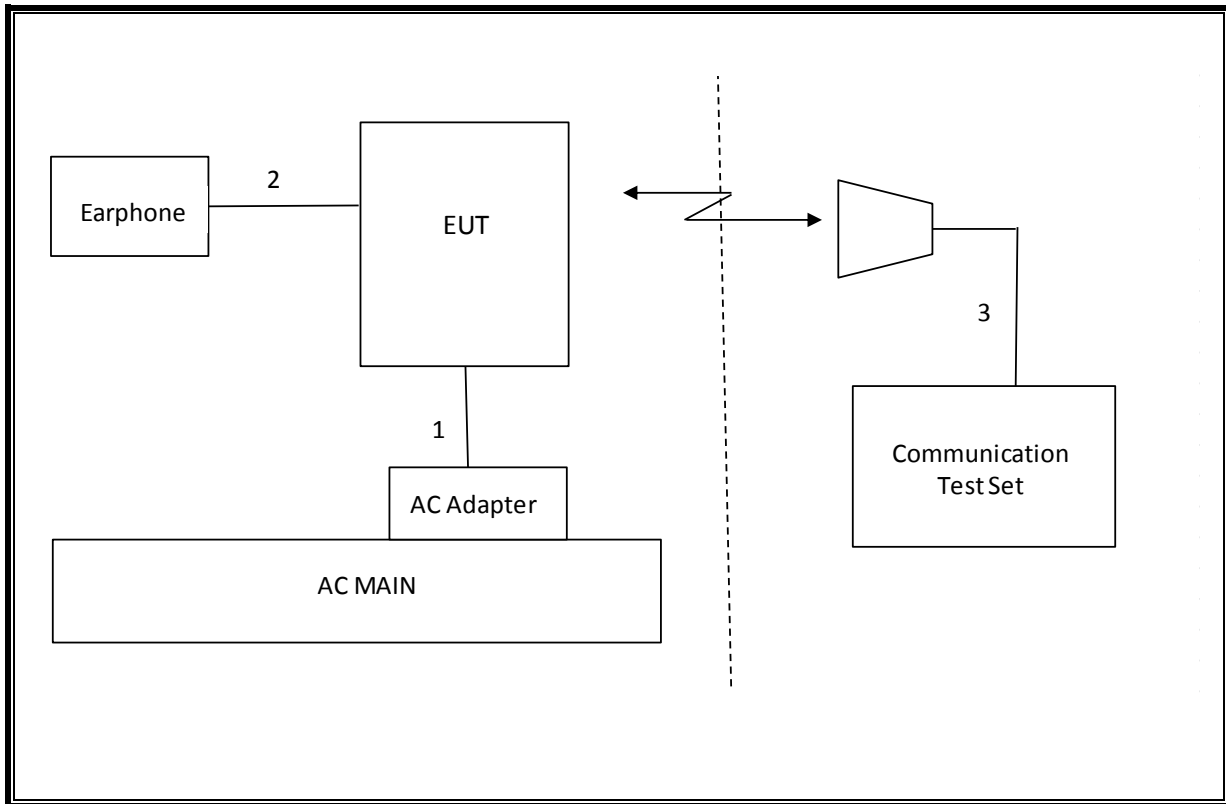 2
Earphone
EUT
3
1
Communication
Test Set
AC Adapter
AC MAIN